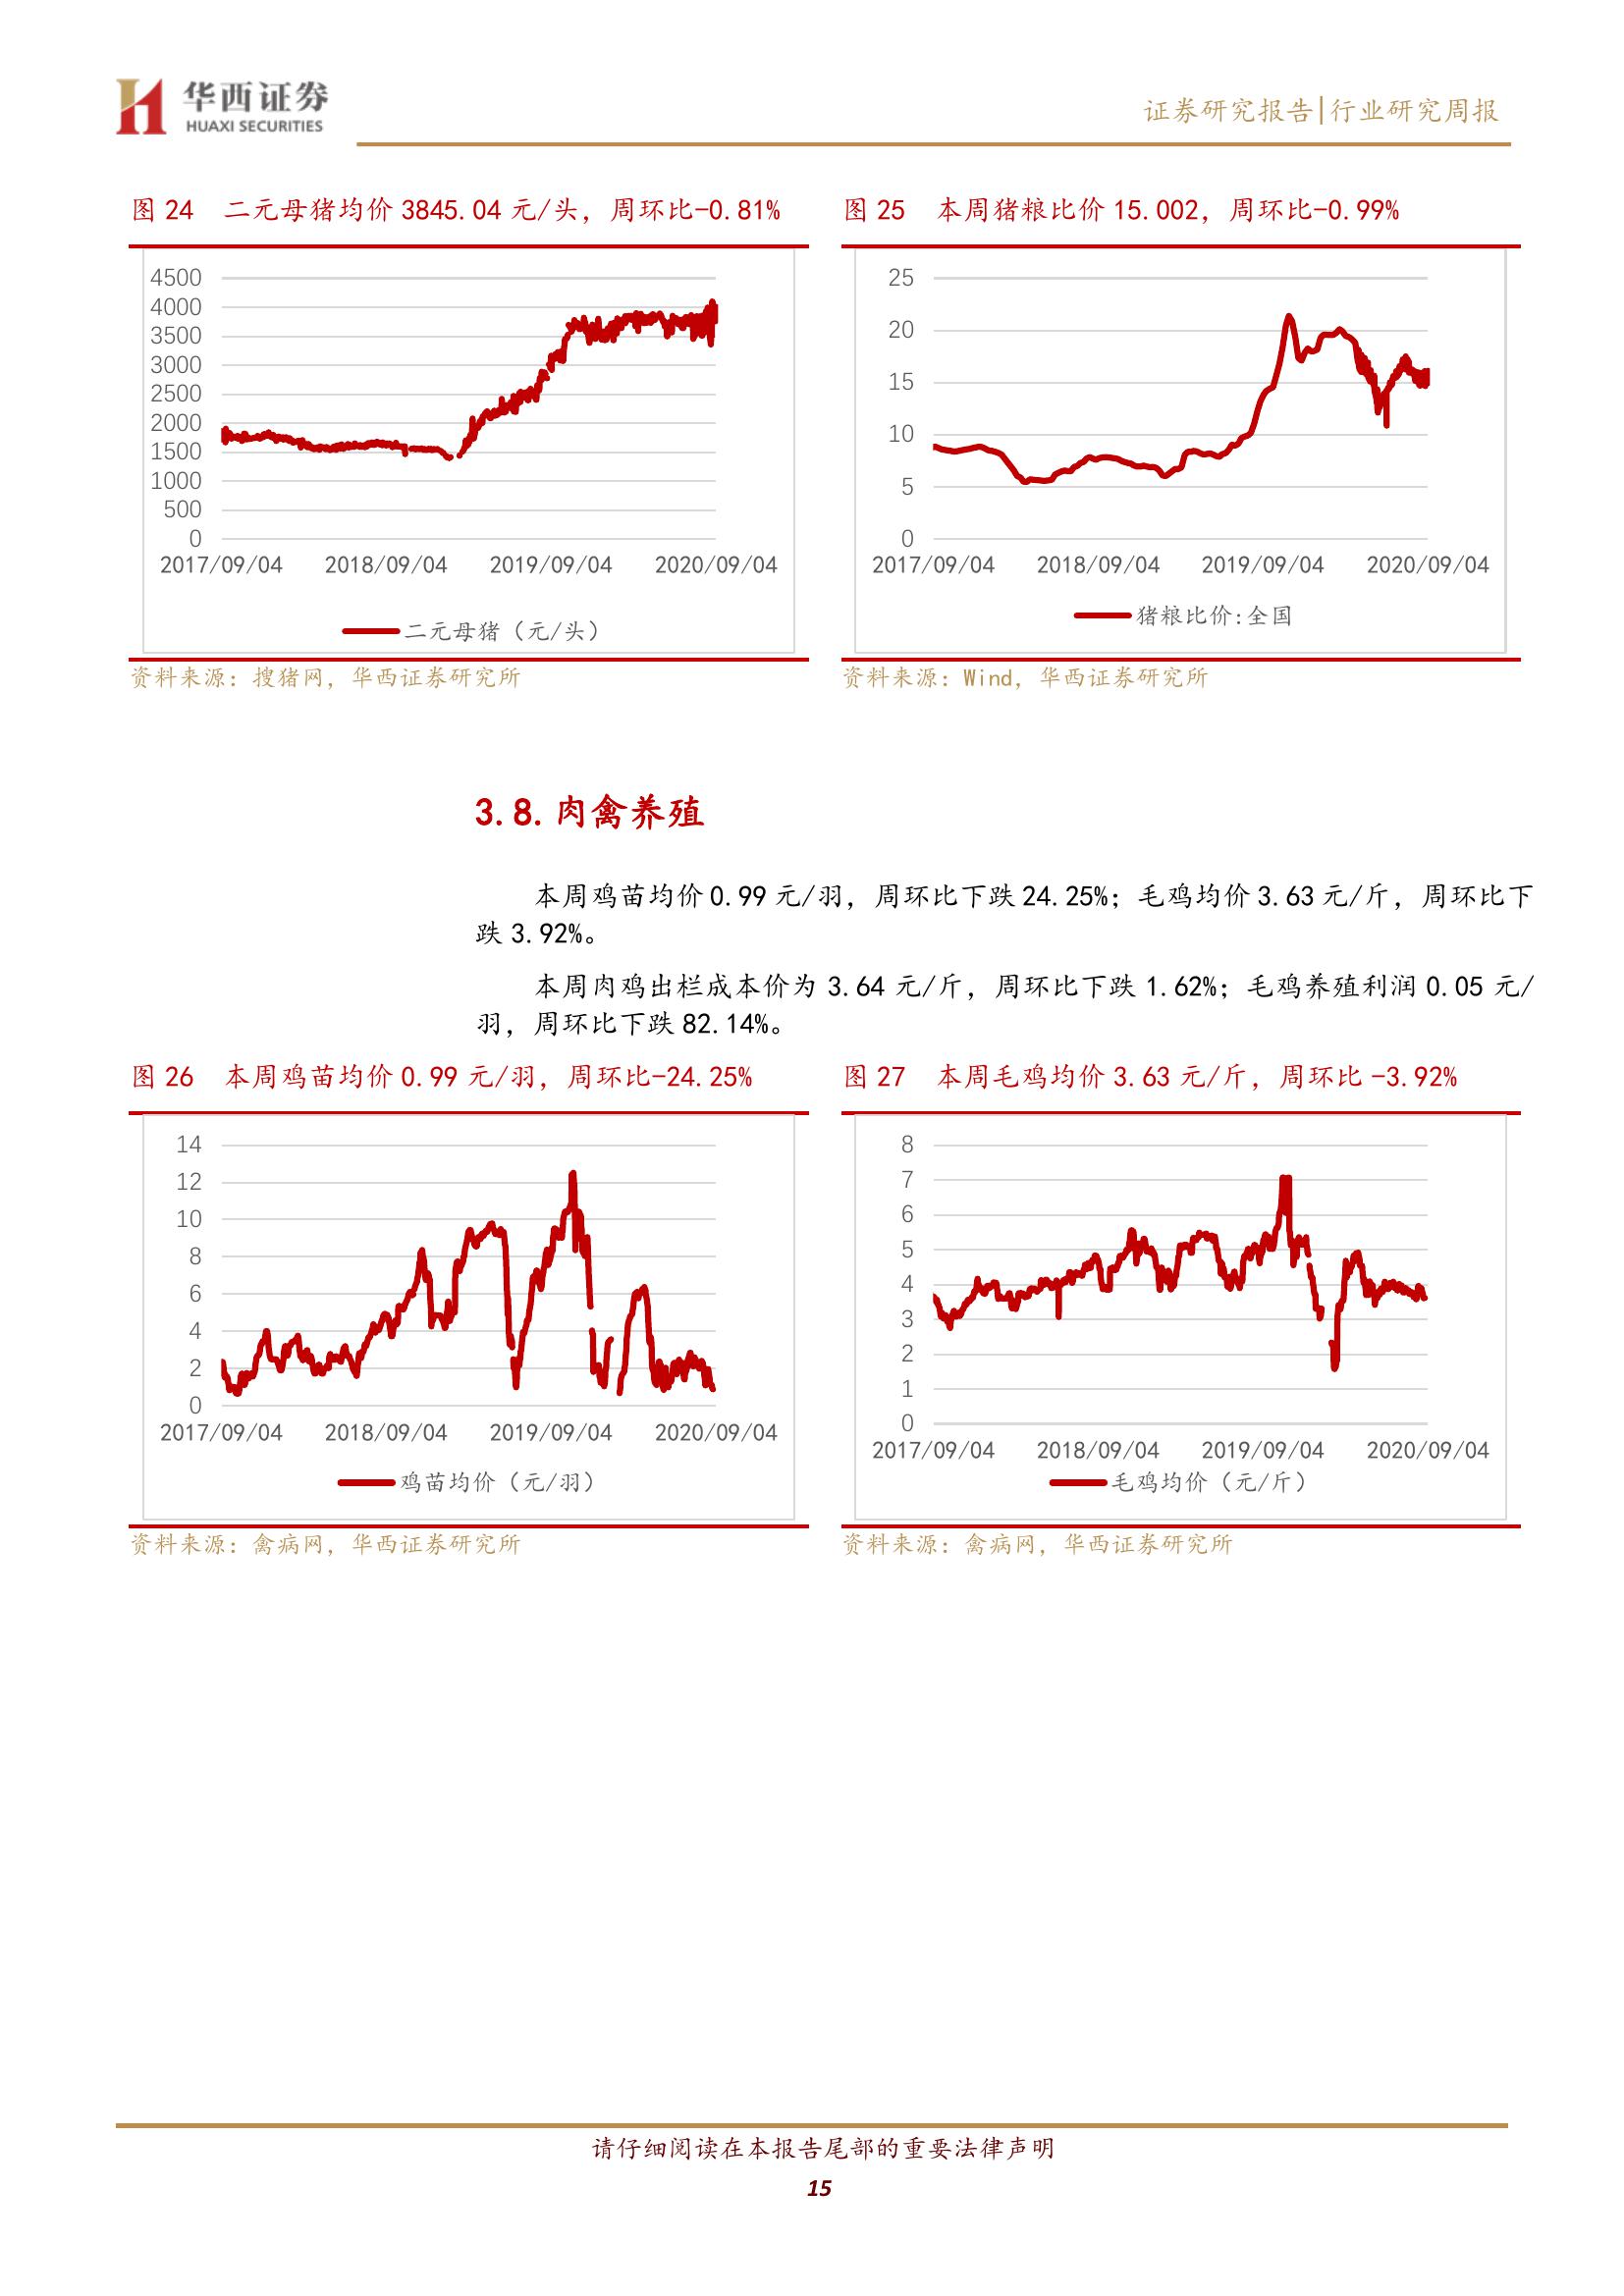 华西证券
HUAXI SECURITIES
证券研究报告|行业研究周报
图 24 二元母猪均价 3845.04 元/头，周环比-0.81%
4500
4000
3500
3000
2500
2000
1500
1000
500
0
2017/09/04 2018/09/04 2019/09/04 2020/09/04
二元母猪（元/头）
资料来源：搜猪网，华西证券研究所
图 25 本周猪粮比价 15.002，周环比-0.99%
25
20
15
10
5
0
2017/09/04 2018/09/04 2019/09/04 2020/09/04
猪粮比价:全国
资料来源：Wind，华西证券研究所
3.8.肉禽养殖
本周鸡苗均价 0.99 元/羽，周环比下跌 24.25%；毛鸡均价 3.63 元/斤，周环比下
跌 3.92%。
本周肉鸡出栏成本价为 3.64 元/斤，周环比下跌 1.62%；毛鸡养殖利润 0.05 元/
羽，周环比下跌 82.14%。
图 26 本周鸡苗均价 0.99 元/羽，周环比-24.25%
14
12
10
8
6
4
2
0
2017/09/04 2018/09/04 2019/09/04 2020/09/04
鸡苗均价（元/羽）
资料来源：禽病网，华西证券研究所
图 27 本周毛鸡均价 3.63 元/斤，周环比 -3.92%
8
7
6
5
4
3
2
1
0
2017/09/04 2018/09/04 2019/09/04 2020/09/04
毛鸡均价（元/斤）
资料来源：禽病网，华西证券研究所
请仔细阅读在本报告尾部的重要法律声明
15